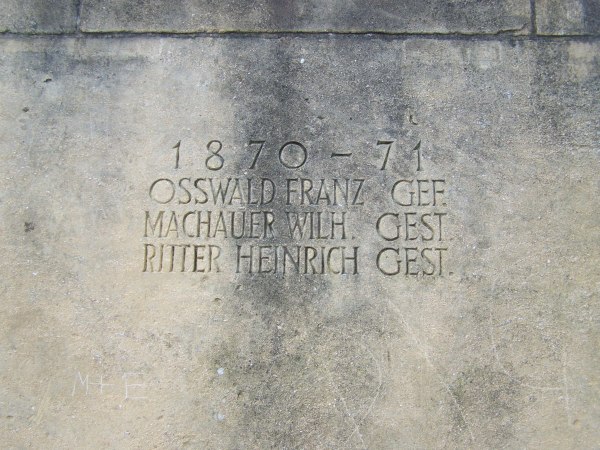 1870-71
OSSWALD FRANZ GEF.
MACHAUER WILH. GEST.
RITTER HEINRICH GEST.
M+E